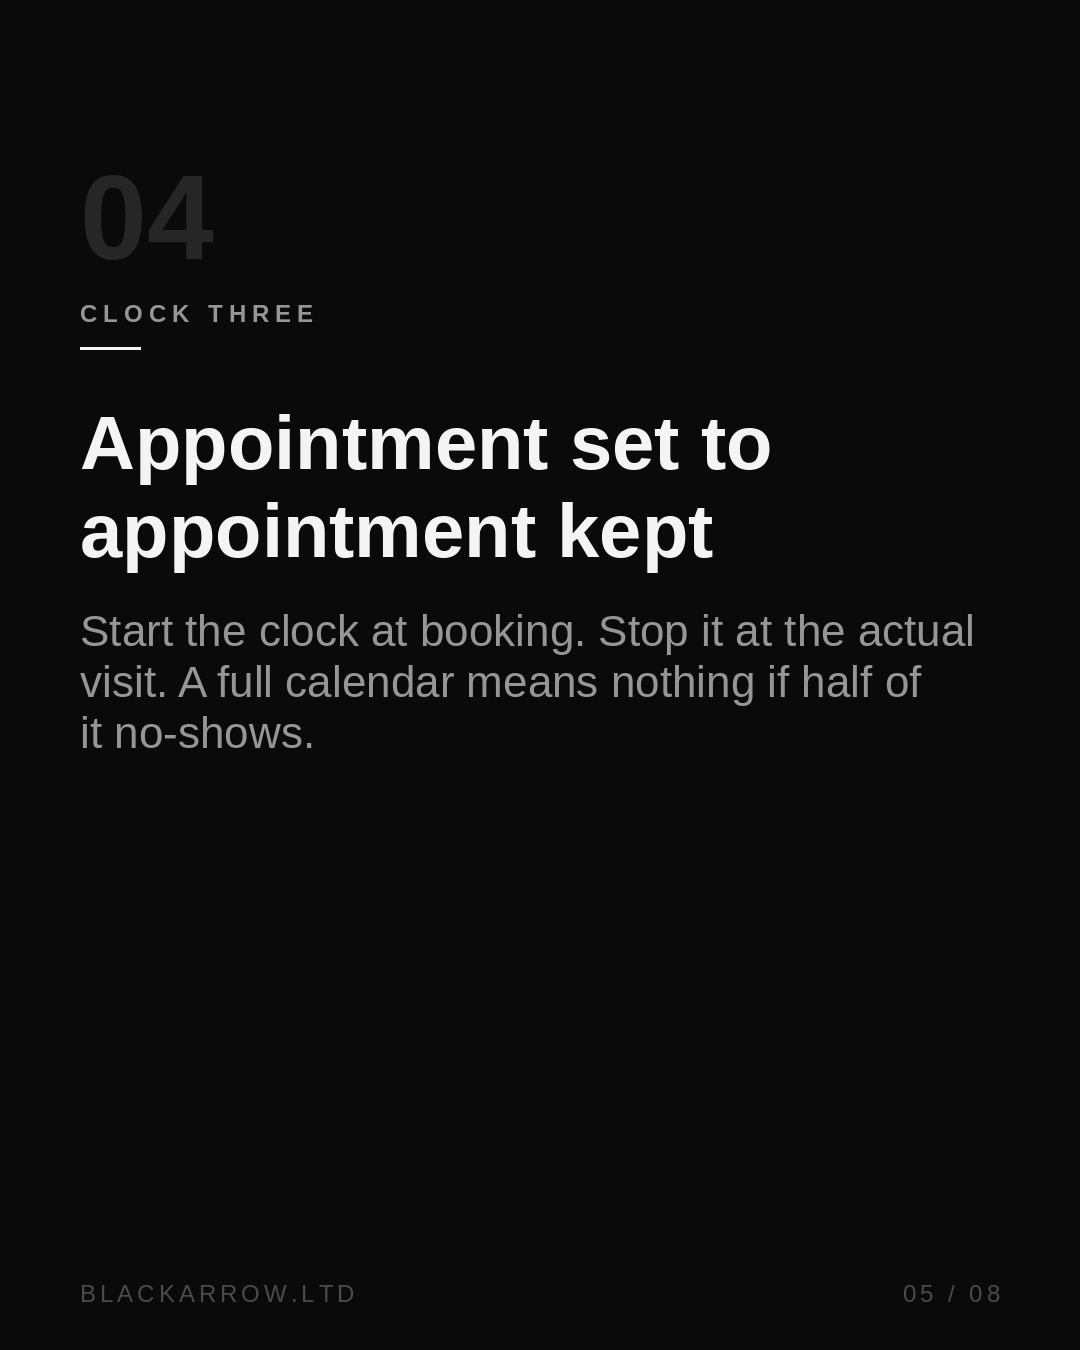 04
CLOCK THREE
Appointment set to
appointment kept
Start the clock at booking. Stop it at the actual
visit. A full calendar means nothing if half of
it no-shows.
BLACKARROW.LTD
05 / 08